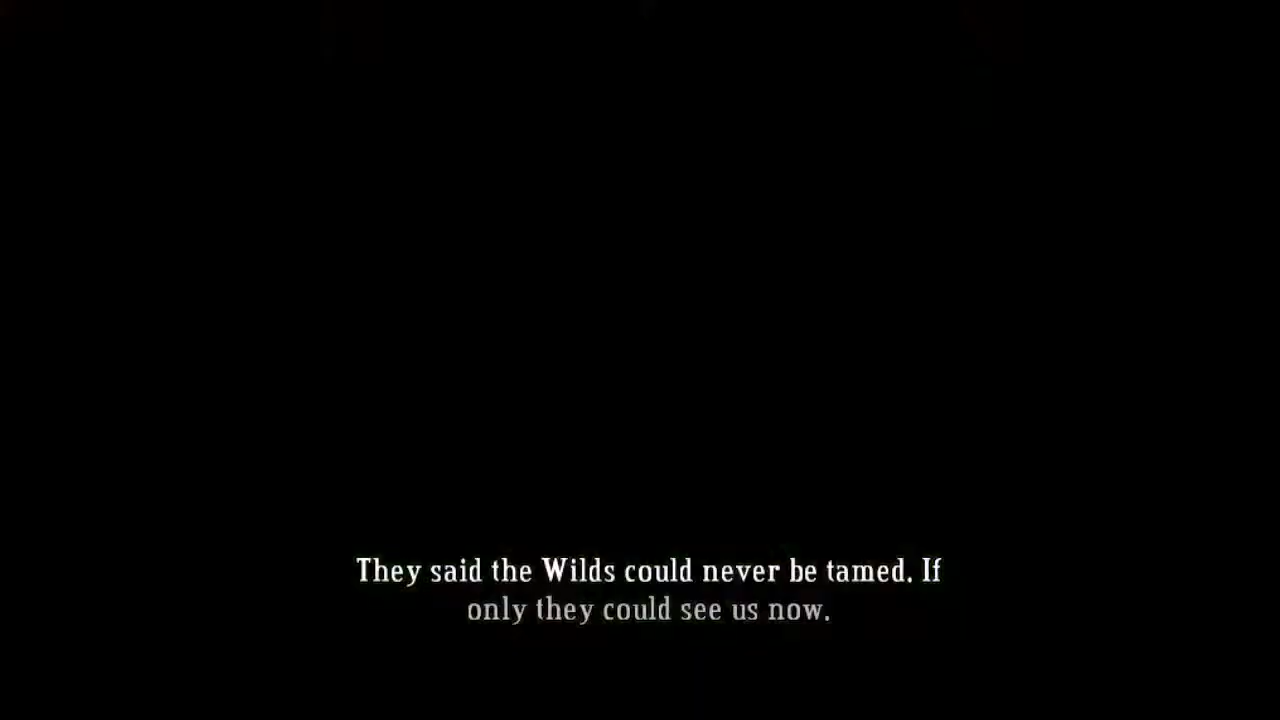 They said the Wilds could never be tamed. If
only they could see us now.